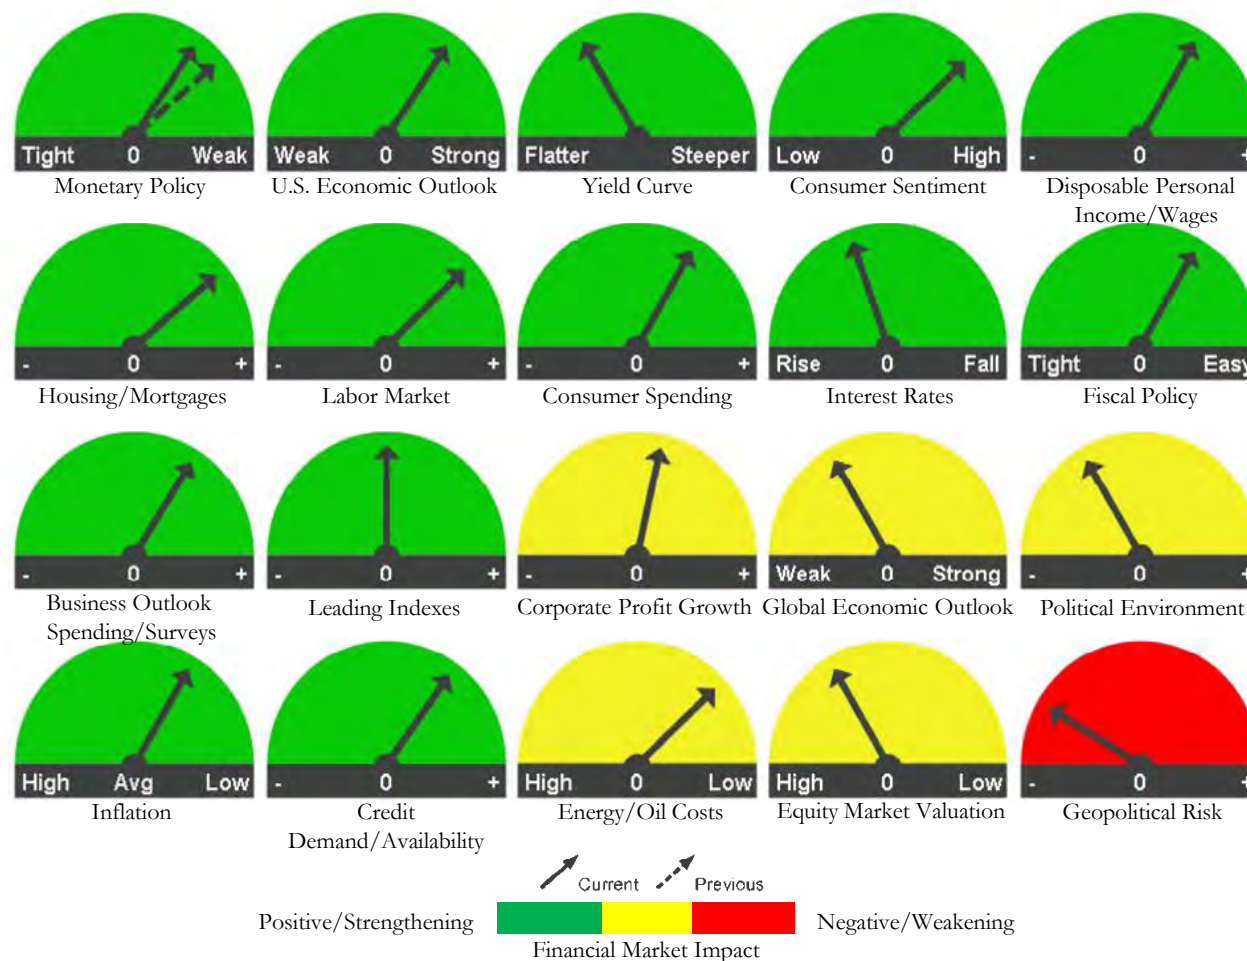 Tight 0 Weak
Monetary Policy
Weak 0 Strong
U.S. Economic Outlook
Flatter Steeper
Yield Curve
Low 0 High
Consumer Sentiment
- 0 +
Disposable Personal
Income/Wages
- 0 +
Housing/Mortgages
- 0 +
Labor Market
- 0 +
Consumer Spending
Rise 0 Fall
Interest Rates
Tight 0 Easy
Fiscal Policy
- 0 +
Business Outlook
Spending/Surveys
- 0 +
Leading Indexes
- 0 +
Corporate Profit Growth
Weak 0 Strong
Global Economic Outlook
- 0 +
Political Environment
High Avg Low
Inflation
- 0 +
Credit
Demand/Availability
High 0 Low
Energy/Oil Costs
High 0 Low
Equity Market Valuation
- 0 +
Geopolitical Risk
Current Previous
Positive/Strengthening Negative/Weakening
Financial Market Impact